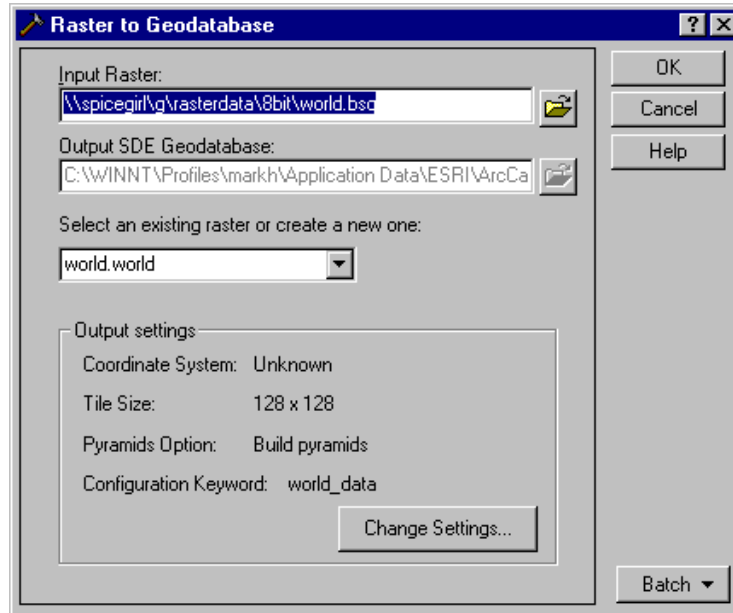 Raster to Geodatabase
Input Raster:
\\spicegirl\g\rasterdata\8bit\world.bsq
Output SDE Geodatabase:
C:\WINNT\Profiles\markh\Application Data\ESRI\ArcCa
Select an existing raster or create a new one:
world.world
Output settings
Coordinate System: Unknown
Tile Size: 128 x 128
Pyramids Option: Build pyramids
Configuration Keyword: world_data
Change Settings...
OK
Cancel
Help
Batch